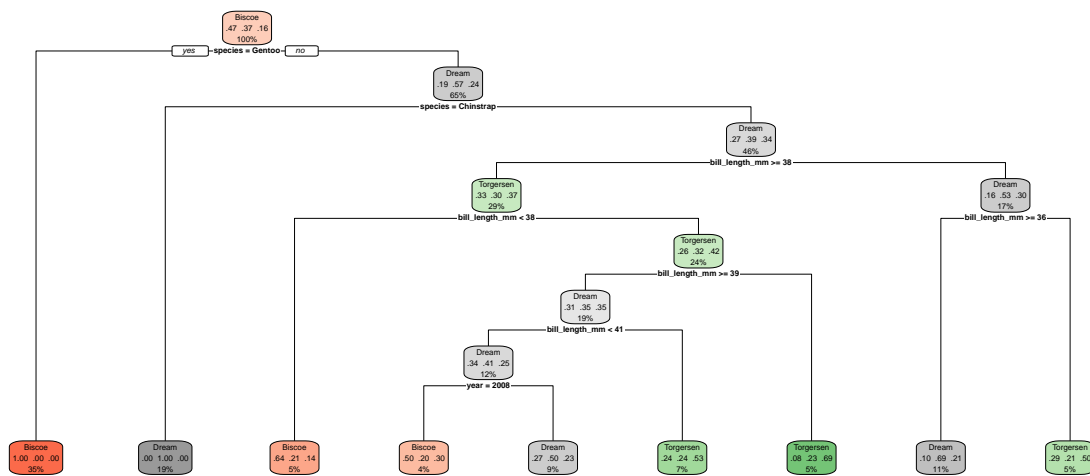 Biscoe
.47 .37 .16
100%
yes species = Gentoo no
Dream
.19 .57 .24
65%
species = Chinstrap
Dream
.27 .39 .34
46%
bill_length_mm >= 38
Torgersen
.33 .30 .37
29%
Dream
.16 .53 .30
17%
bill_length_mm < 38
bill_length_mm >= 36
Torgersen
.26 .32 .42
24%
bill_length_mm >= 39
Dream
.31 .35 .35
19%
bill_length_mm < 41
Dream
.34 .41 .25
12%
year = 2008
Biscoe
1.00 .00 .00
35%
Dream
.00 1.00 .00
19%
Biscoe
.64 .21 .14
5%
Biscoe
.50 .20 .30
4%
Dream
.27 .50 .23
9%
Torgersen
.24 .24 .53
7%
Torgersen
.08 .23 .69
5%
Dream
.10 .69 .21
11%
Torgersen
.29 .21 .50
5%